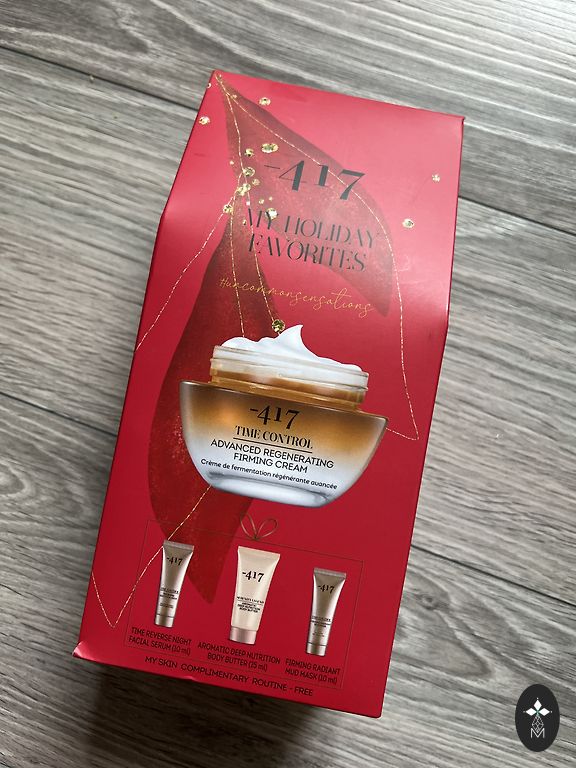 -417
MY HOLIDAY
FAVORITES
#uncommonsensations
-417
TIME CONTROL
ADVANCED REGENERATING
FIRMING CREAM
Crème de fermentation régénérante avancée
-417
-417
-417
TIME REVERSE NIGHT
FACIAL SERUM (10 ml)
AROMATIC DEEP NUTRITION
BODY BUTTER (15 ml)
FIRMING RADIANT
MUD MASK (10 ml)
MY SKIN COMPLIMENTARY ROUTINE - FREE
M